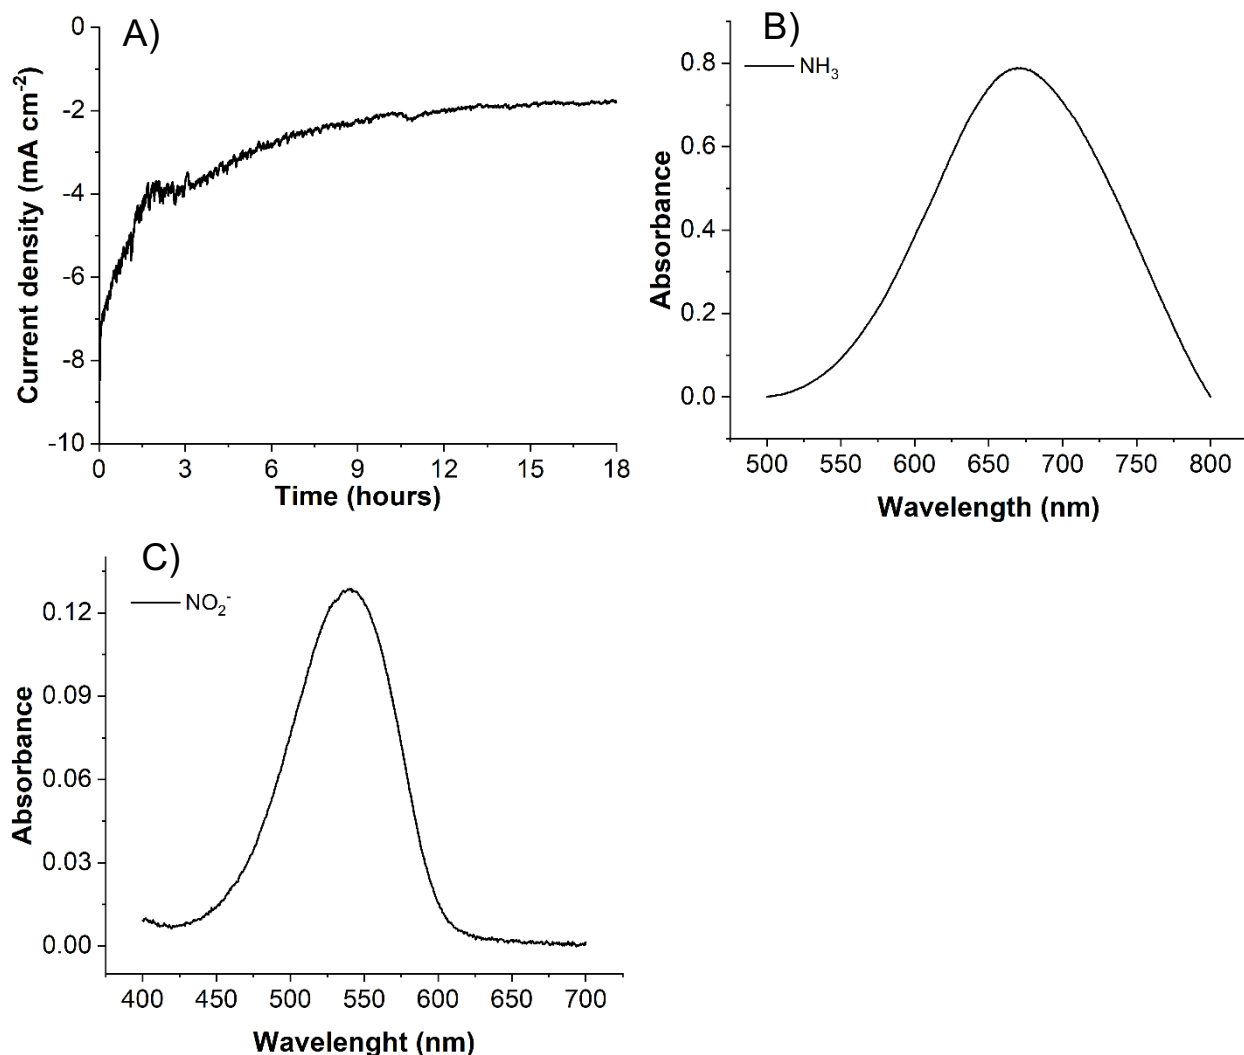 A)
Current density (mA cm⁻²)
0
-2
-4
-6
-8
-10
0 3 6 9 12 15 18
Time (hours)
B)
NH₃
Absorbance
0.8
0.6
0.4
0.2
0.0
500 550 600 650 700 750 800
Wavelength (nm)
C)
NO₂⁻
Absorbance
0.12
0.09
0.06
0.03
0.00
400 450 500 550 600 650 700
Wavelenght (nm)